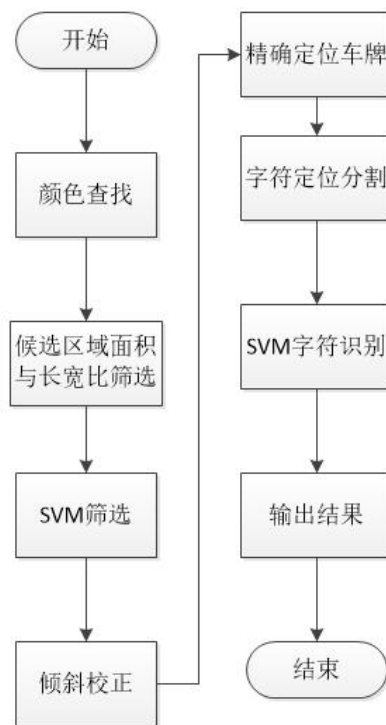 开始
颜色查找
候选区域面积
与长宽比筛选
SVM筛选
倾斜校正
精确定位车牌
字符定位分割
SVM字符识别
输出结果
结束